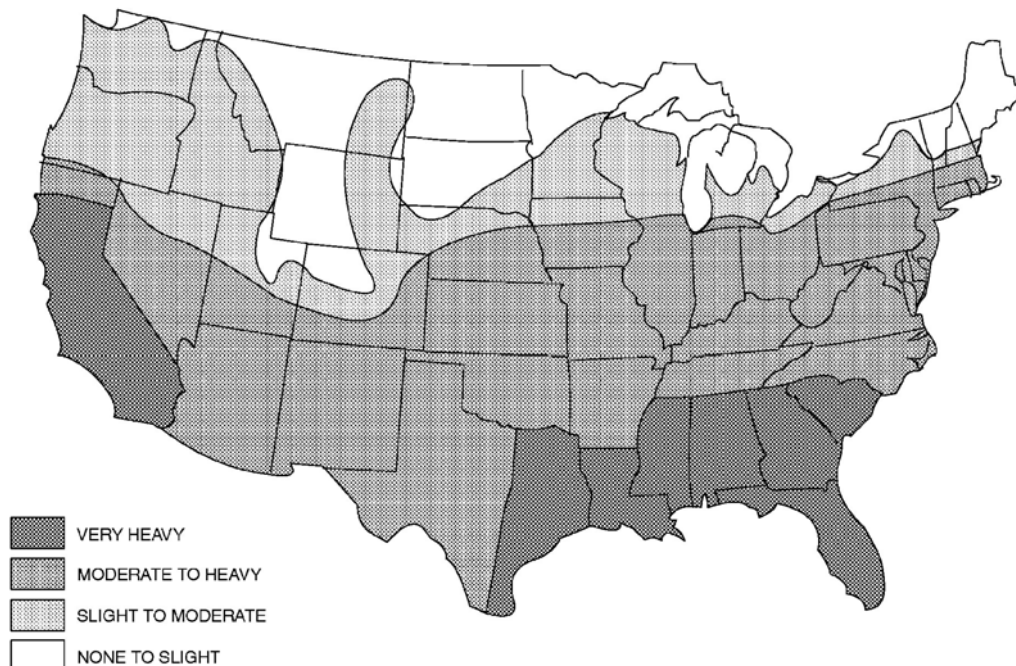 VERY HEAVY
MODERATE TO HEAVY
SLIGHT TO MODERATE
NONE TO SLIGHT